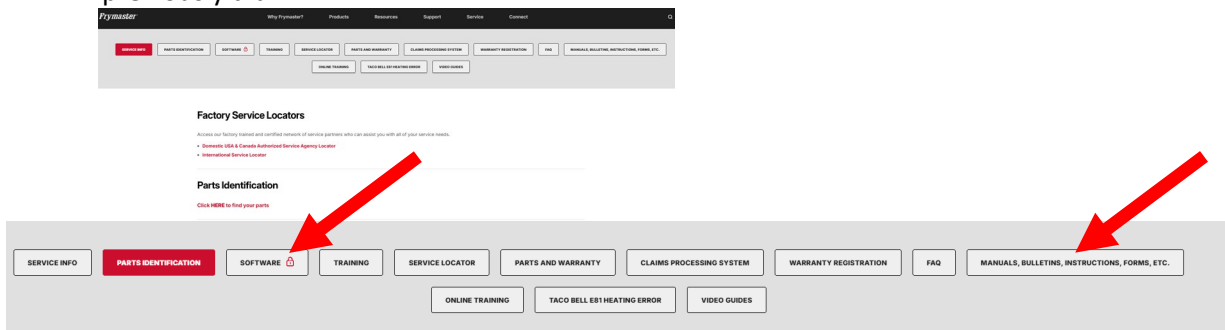 Frymaster Why Frymaster? Products Resources Support Service Connect
SERVICE INFO PARTS IDENTIFICATION SOFTWARE TRAINING SERVICE LOCATOR PARTS AND WARRANTY CLAIMS PROCESSING SYSTEM WARRANTY REGISTRATION FAQ MANUALS, BULLETINS, INSTRUCTIONS, FORMS, ETC.
ONLINE TRAINING TACO BELL E81 HEATING ERROR VIDEO GUIDES
Factory Service Locators
Access our factory trained and certified network of service partners who can assist you with all of your service needs.
• Domestic USA & Canada Authorized Service Agency Locator
• International Service Locator
Parts Identification
Click HERE to find your parts
SERVICE INFO PARTS IDENTIFICATION SOFTWARE TRAINING SERVICE LOCATOR PARTS AND WARRANTY CLAIMS PROCESSING SYSTEM WARRANTY REGISTRATION FAQ MANUALS, BULLETINS, INSTRUCTIONS, FORMS, ETC.
ONLINE TRAINING TACO BELL E81 HEATING ERROR VIDEO GUIDES